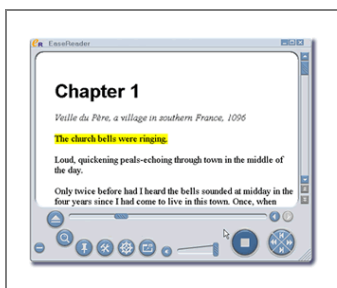 EaseReader
Chapter 1
Veille du Père, a village in southern France, 1096
The church bells were ringing.
Loud, quickening peals-echoing through town in the middle of
the day.
Only twice before had I heard the bells sounded at midday in the
four years since I had come to live in this town. Once, when